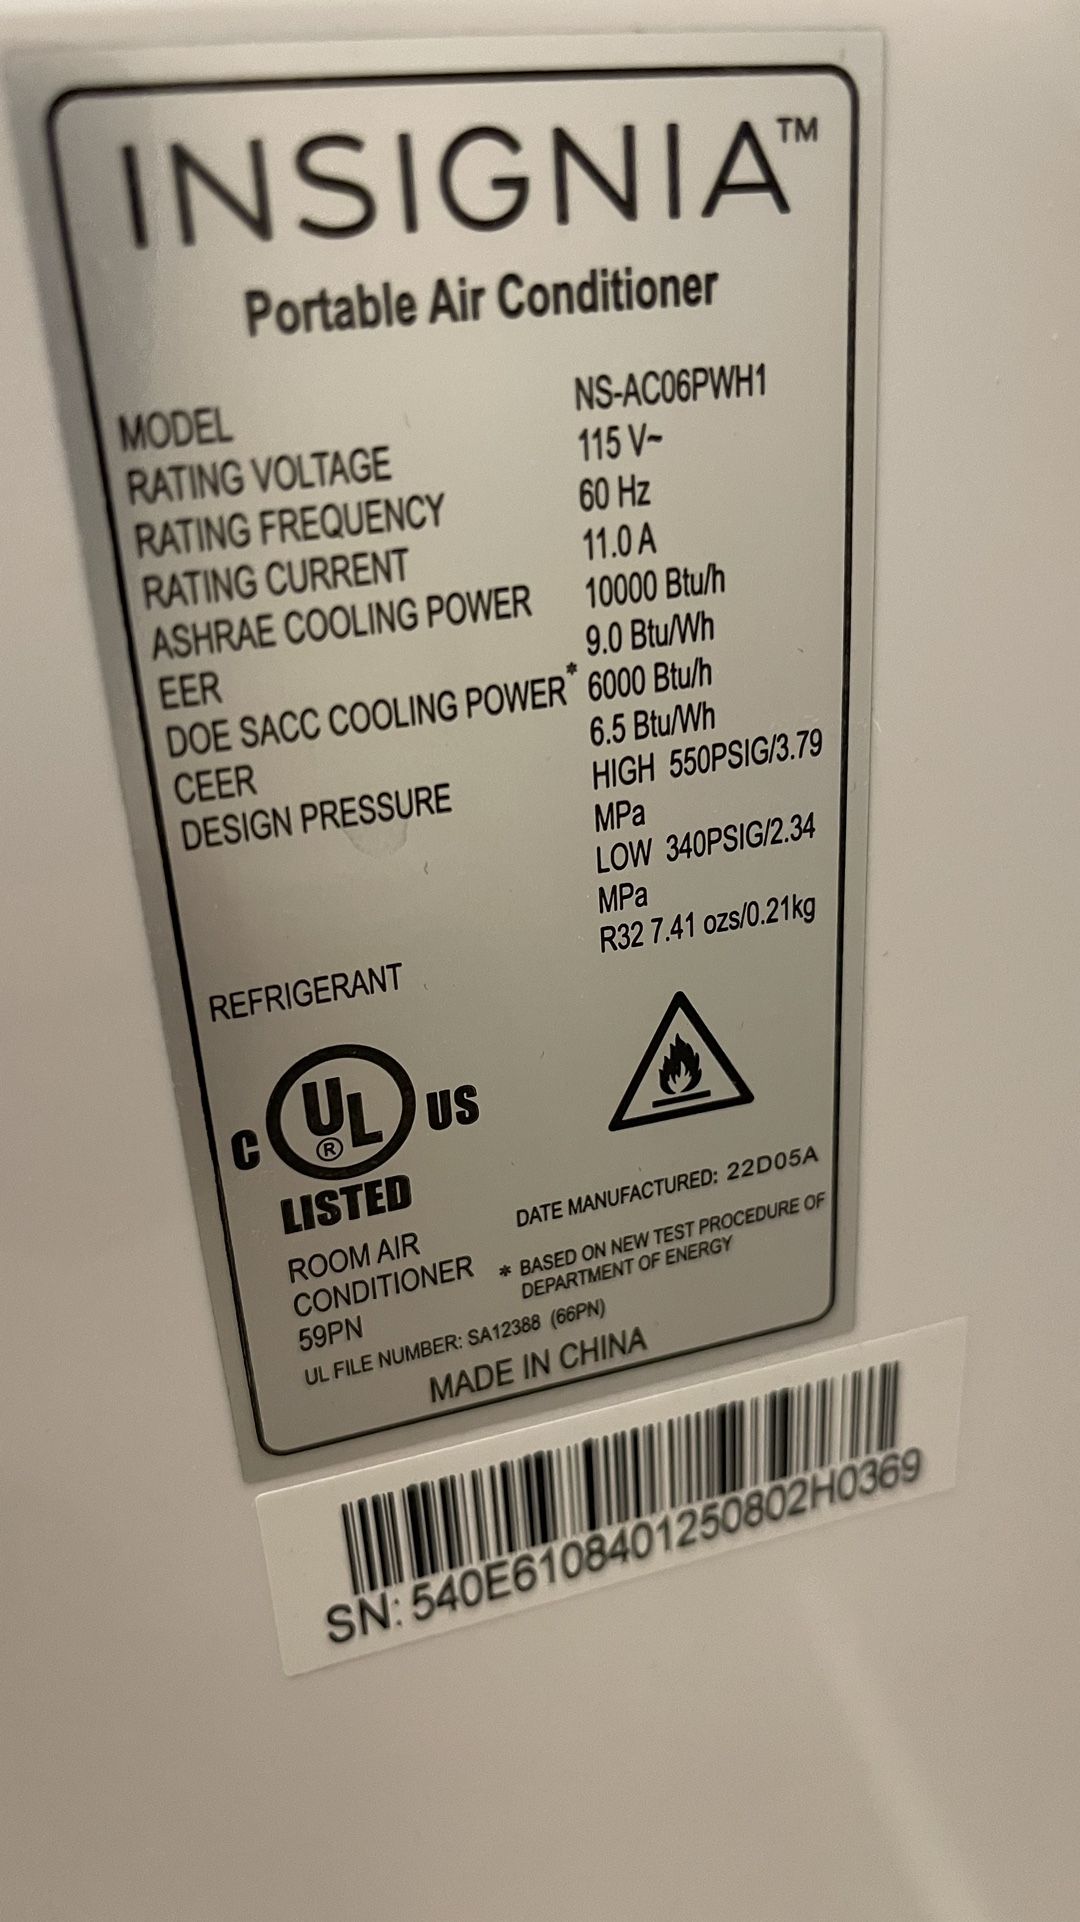 INSIGNIA™
Portable Air Conditioner
MODEL NS-AC06PWH1
RATING VOLTAGE 115 V~
RATING FREQUENCY 60 Hz
RATING CURRENT 11.0 A
ASHRAE COOLING POWER 10000 Btu/h
EER 9.0 Btu/Wh
DOE SACC COOLING POWER* 6000 Btu/h
CEER 6.5 Btu/Wh
DESIGN PRESSURE HIGH 550PSIG/3.79
MPa
LOW 340PSIG/2.34
MPa
REFRIGERANT R32 7.41 ozs/0.21kg
C UL® US
LISTED
ROOM AIR
CONDITIONER
59PN
DATE MANUFACTURED: 22D05A
* BASED ON NEW TEST PROCEDURE OF
DEPARTMENT OF ENERGY
UL FILE NUMBER: SA12388 (66PN)
MADE IN CHINA
SN: 540E6108401250802H0369